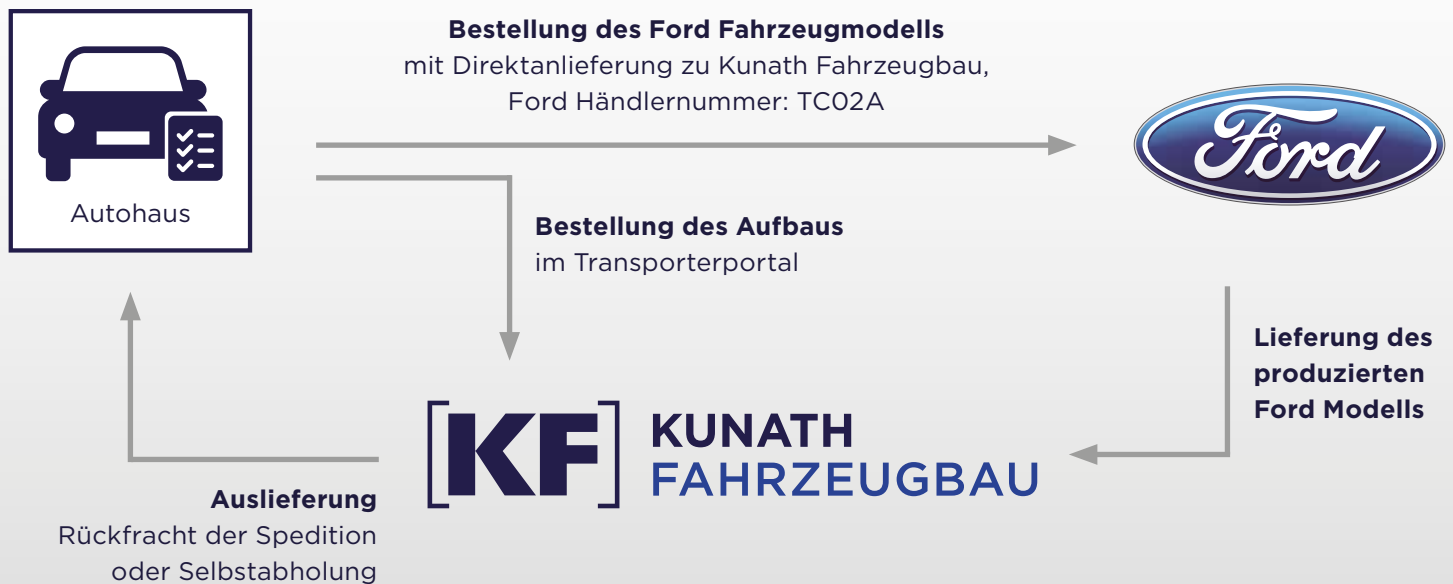 Bestellung des Ford Fahrzeugmodells
mit Direktanlieferung zu Kunath Fahrzeugbau,
Ford Händlernummer: TC02A
Autohaus
Ford
Bestellung des Aufbaus
im Transporterportal
Lieferung des
produzierten
Ford Modells
[KF] KUNATH
FAHRZEUGBAU
Auslieferung
Rückfracht der Spedition
oder Selbstabholung